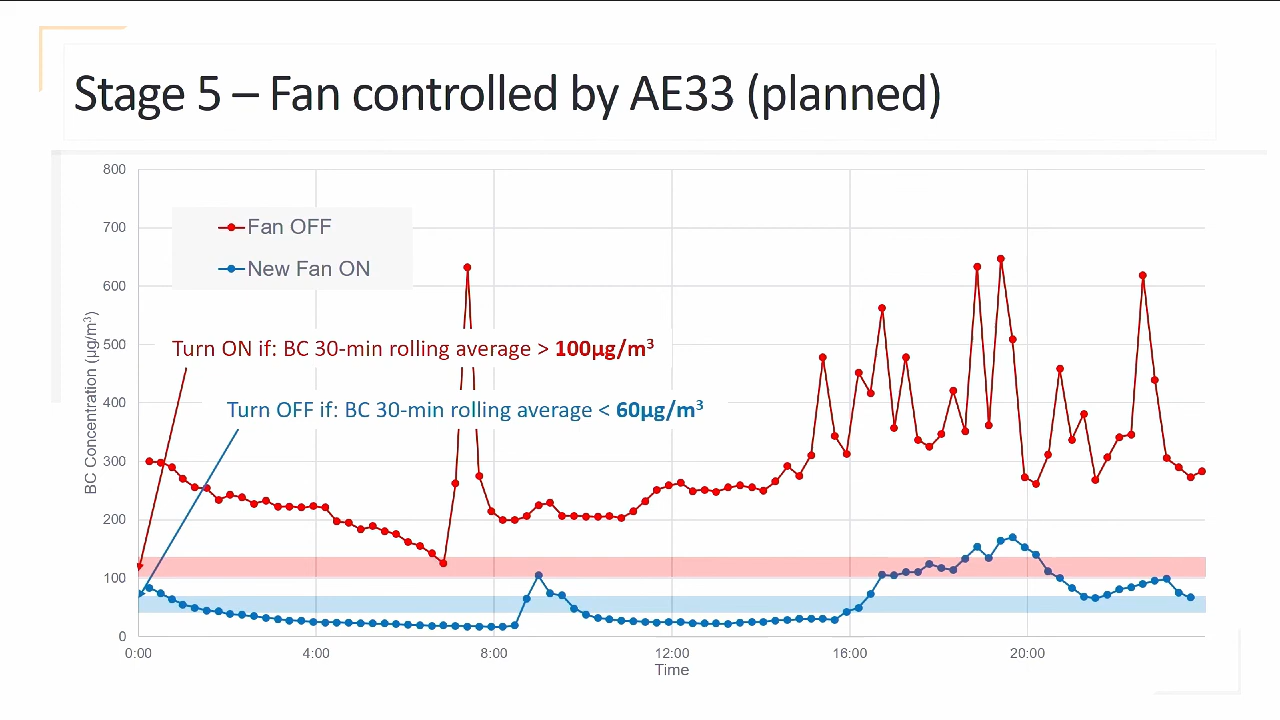 Stage 5 – Fan controlled by AE33 (planned)
800
700
600
500
400
300
200
100
0
BC Concentration (µg/m³)
Fan OFF
New Fan ON
Turn ON if: BC 30-min rolling average > 100µg/m³
Turn OFF if: BC 30-min rolling average < 60µg/m³
0:00 4:00 8:00 12:00 16:00 20:00
Time